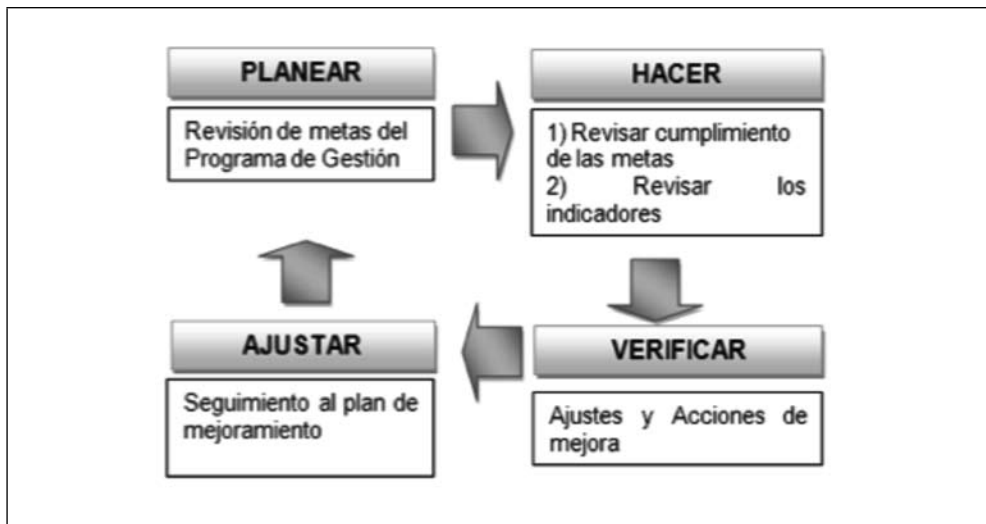 PLANEAR
Revisión de metas del
Programa de Gestión
HACER
1) Revisar cumplimiento
de las metas
2) Revisar los
indicadores
VERIFICAR
Ajustes y Acciones de
mejora
AJUSTAR
Seguimiento al plan de
mejoramiento